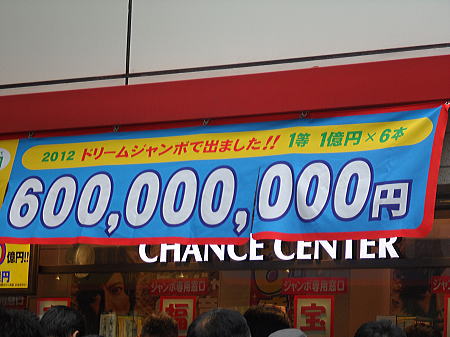 2012 ドリームジャンボで出ました!! 1等 1億円×6本
600,000,000円
CHANCE CENTER
億円!!
ジャンボ専用窓口
ジャンボ専用窓口
福
宝